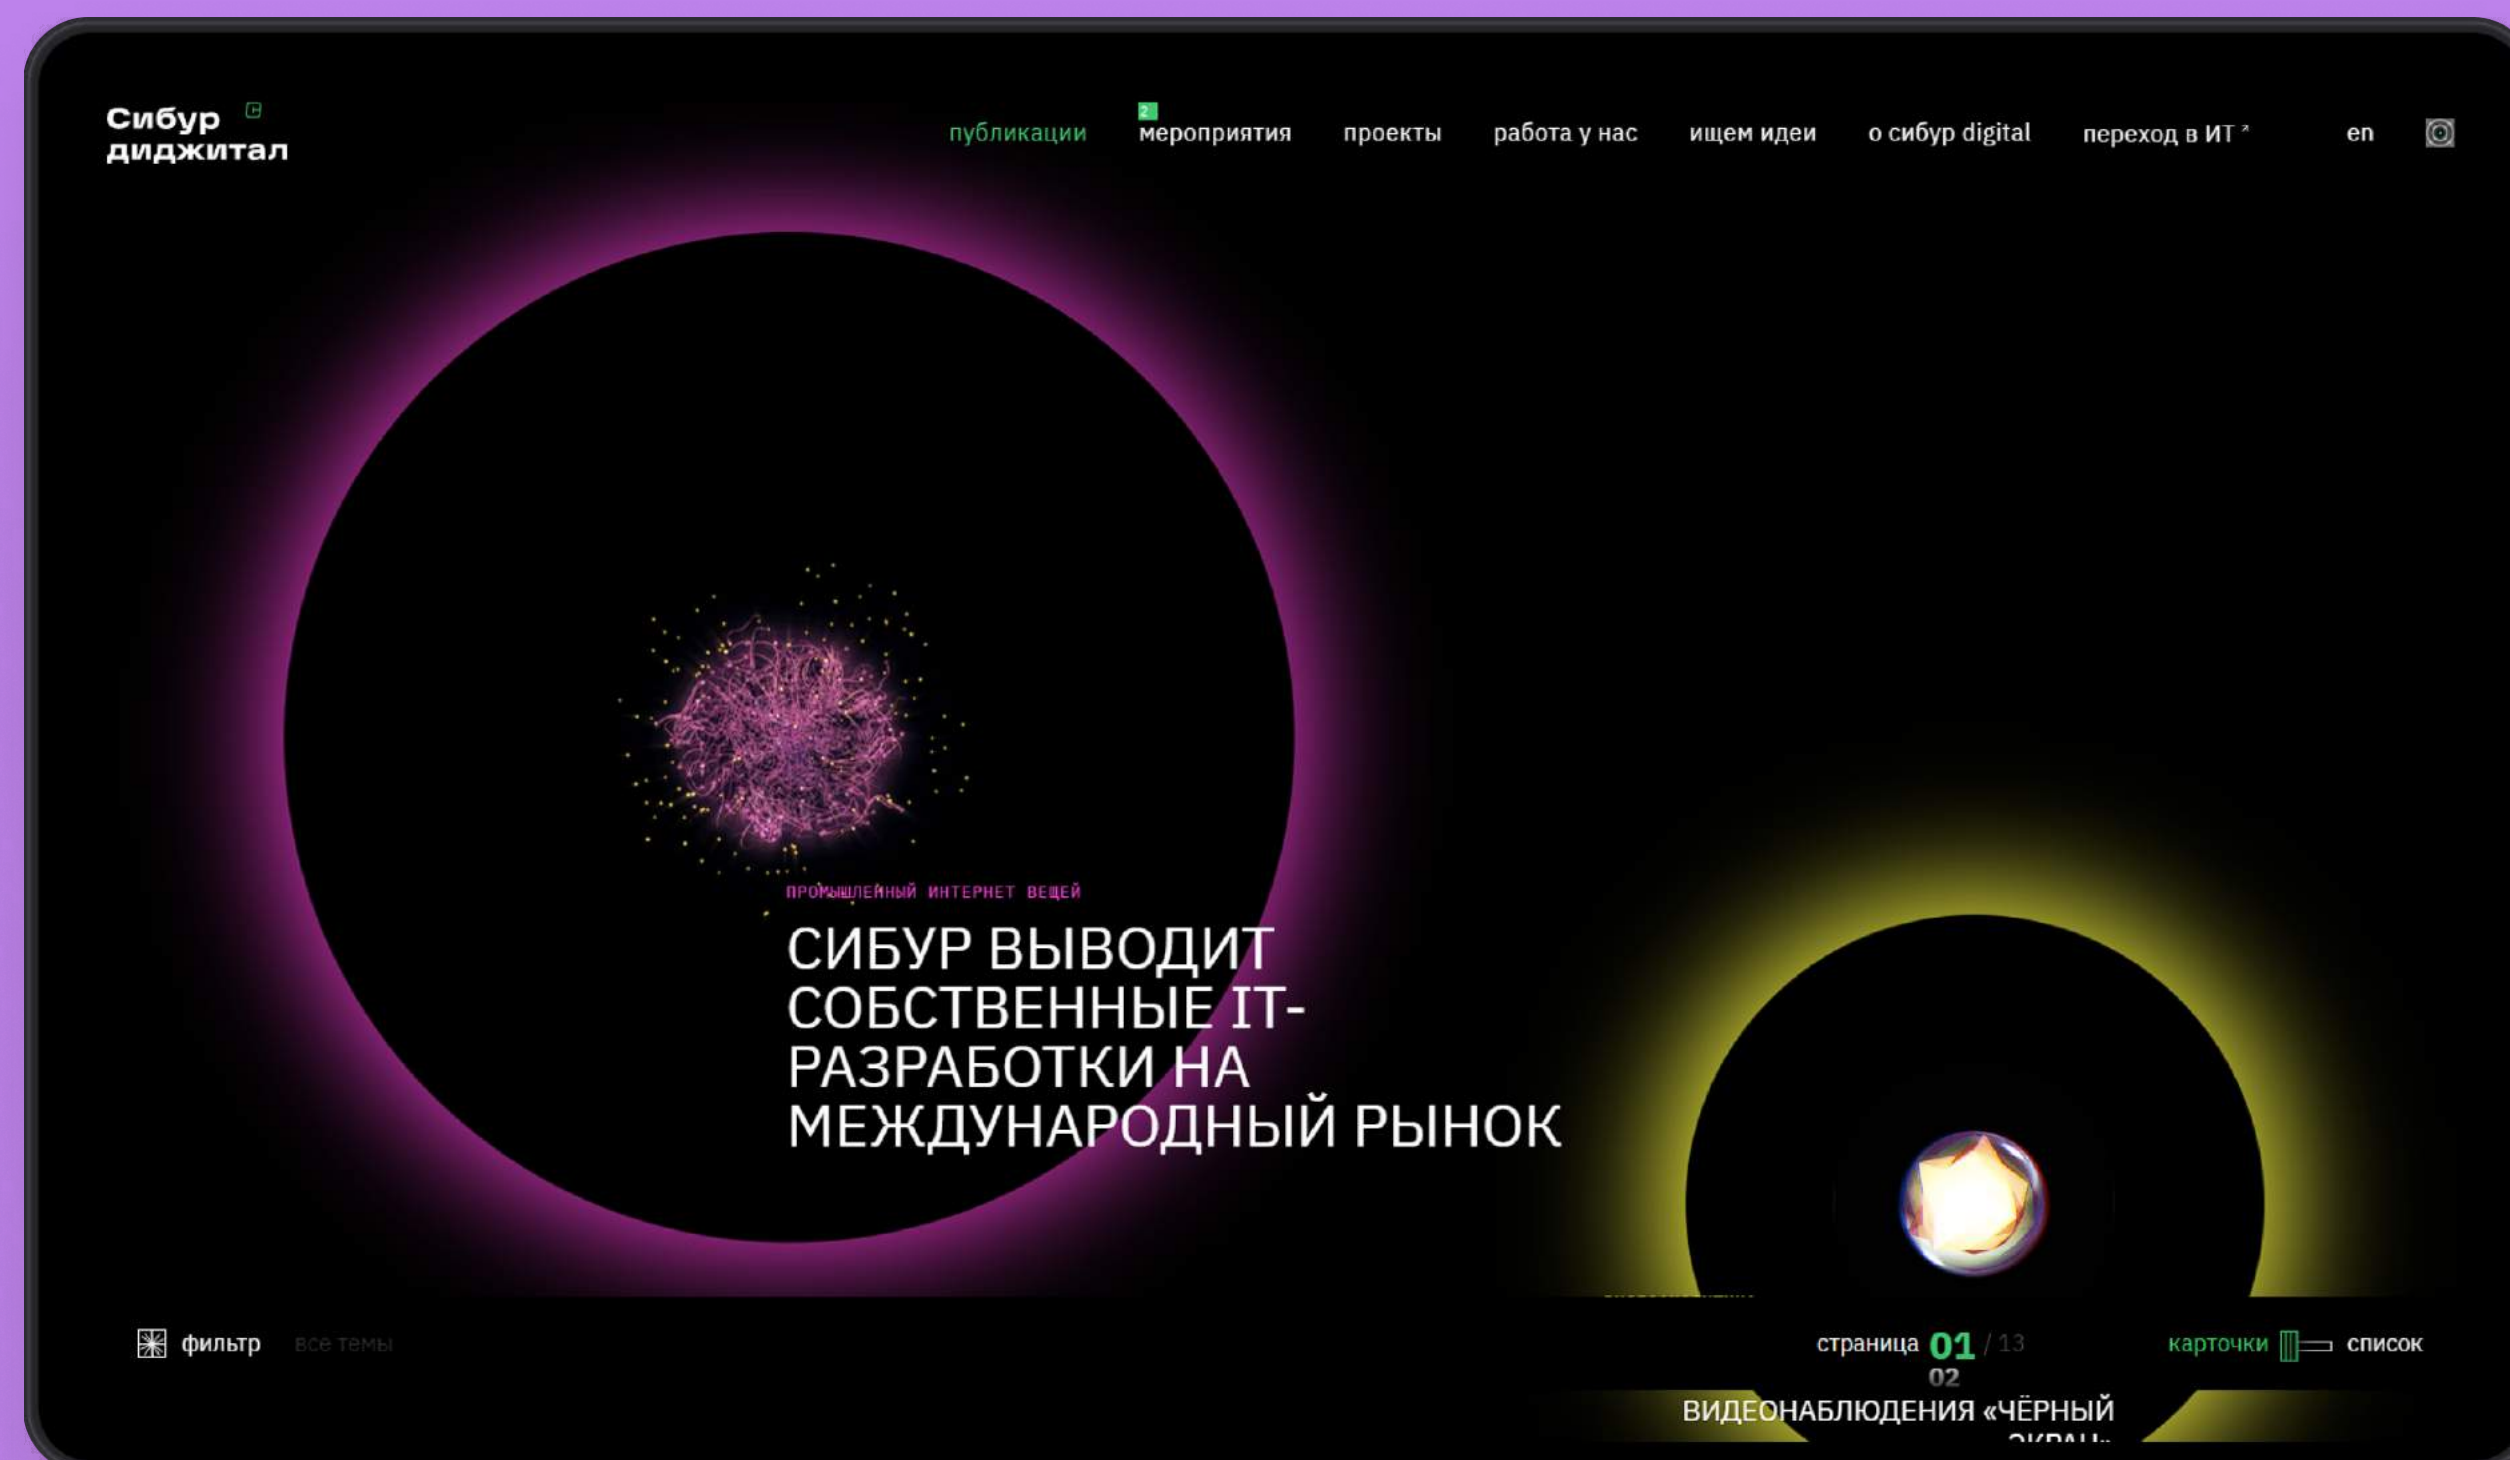 Сибур
диджитал
публикации
2
мероприятия
проекты
работа у нас
ищем идеи
о сибур digital
переход в ИТ
en
ПРОМЫШЛЕННЫЙ ИНТЕРНЕТ ВЕЩЕЙ
СИБУР ВЫВОДИТ
СОБСТВЕННЫЕ IT-
РАЗРАБОТКИ НА
МЕЖДУНАРОДНЫЙ РЫНОК
фильтр
все темы
страница 01 / 13
02
карточки
список
ВИДЕОНАБЛЮДЕНИЯ «ЧЁРНЫЙ
ЭКРАН»